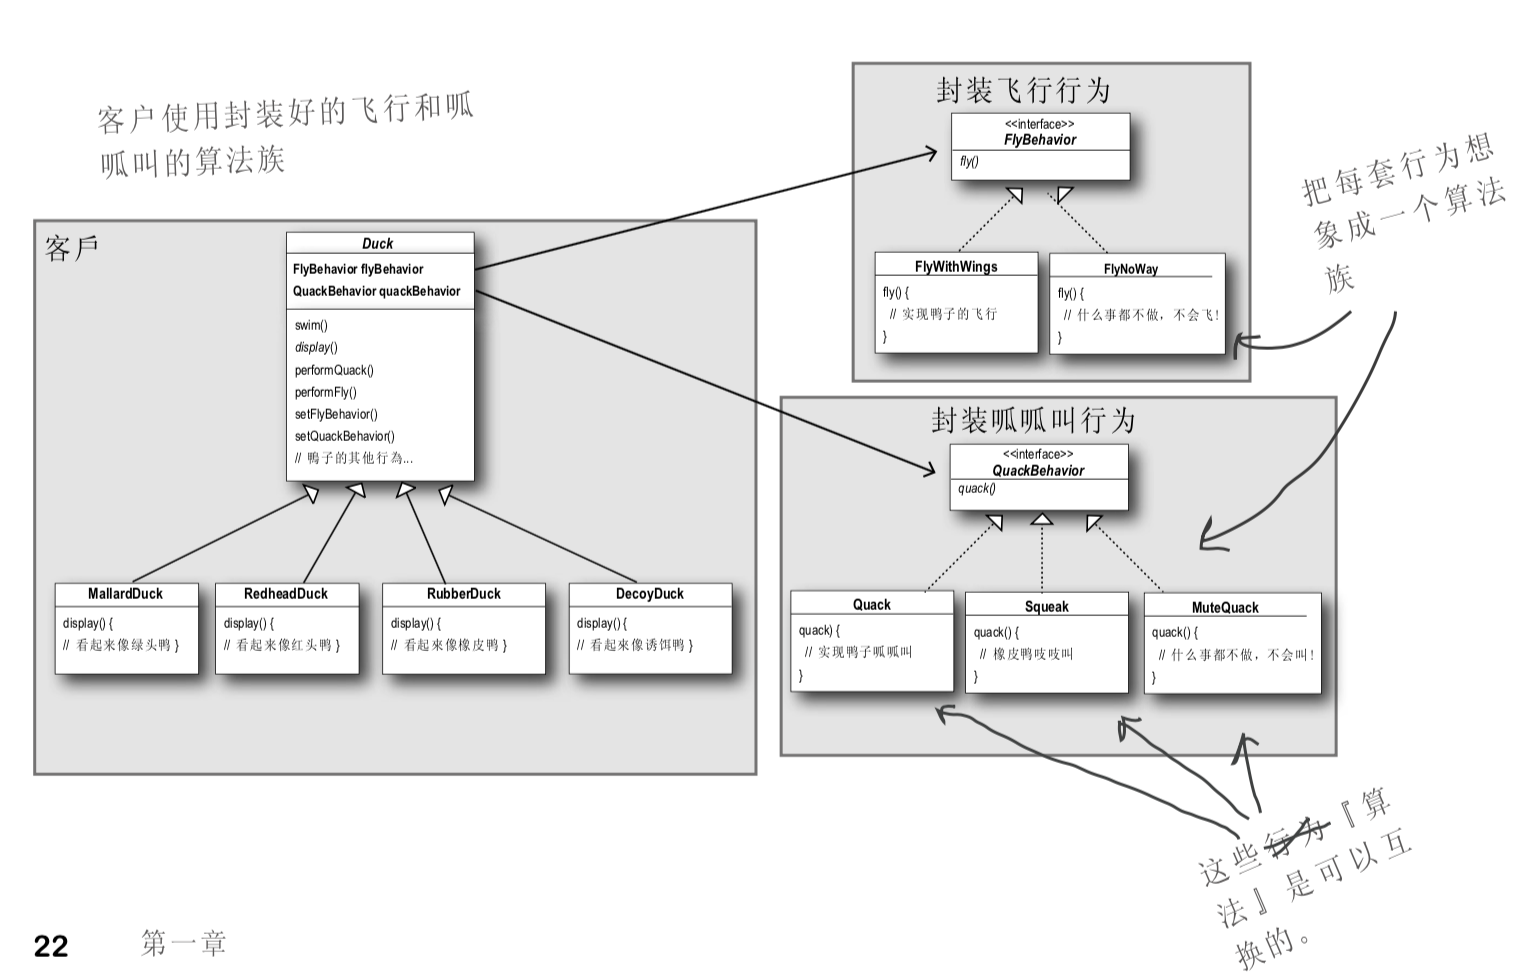 客户使用封装好的飞行和呱
呱叫的算法族
客戶
Duck
FlyBehavior flyBehavior
QuackBehavior quackBehavior
swim()
display()
performQuack()
performFly()
setFlyBehavior()
setQuackBehavior()
// 鴨子的其他行為...
MallardDuck
display() {
// 看起來像绿头鸭 }
RedheadDuck
display() {
// 看起來像红头鸭 }
RubberDuck
display() {
// 看起來像橡皮鸭 }
DecoyDuck
display() {
// 看起來像诱饵鸭 }
封装飞行行为
<<interface>>
FlyBehavior
fly()
FlyWithWings
fly() {
// 实现鸭子的飞行
}
FlyNoWay
fly() {
// 什么事都不做，不会飞!
}
把每套行为想
象成一个算法
族
封装呱呱叫行为
<<interface>>
QuackBehavior
quack()
Quack
quack) {
// 实现鸭子呱呱叫
}
Squeak
quack() {
// 橡皮鸭吱吱叫
}
MuteQuack
quack() {
// 什么事都不做，不会叫!
}
这些行为『算
法』是可以互
换的。
22 第一章